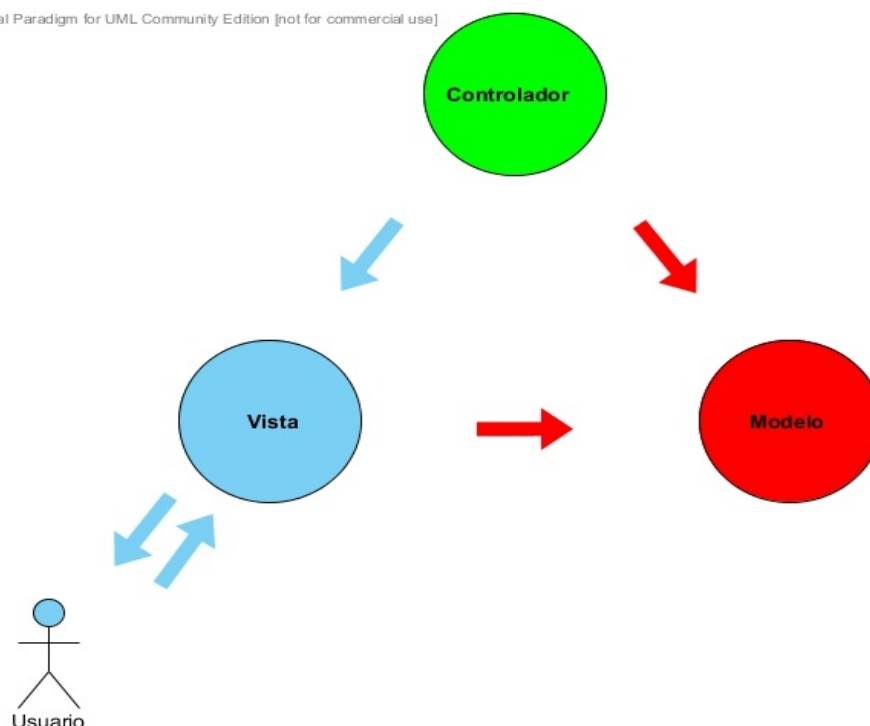 al Paradigm for UML Community Edition [not for commercial use]
Controlador
Vista
Modelo
Usuario